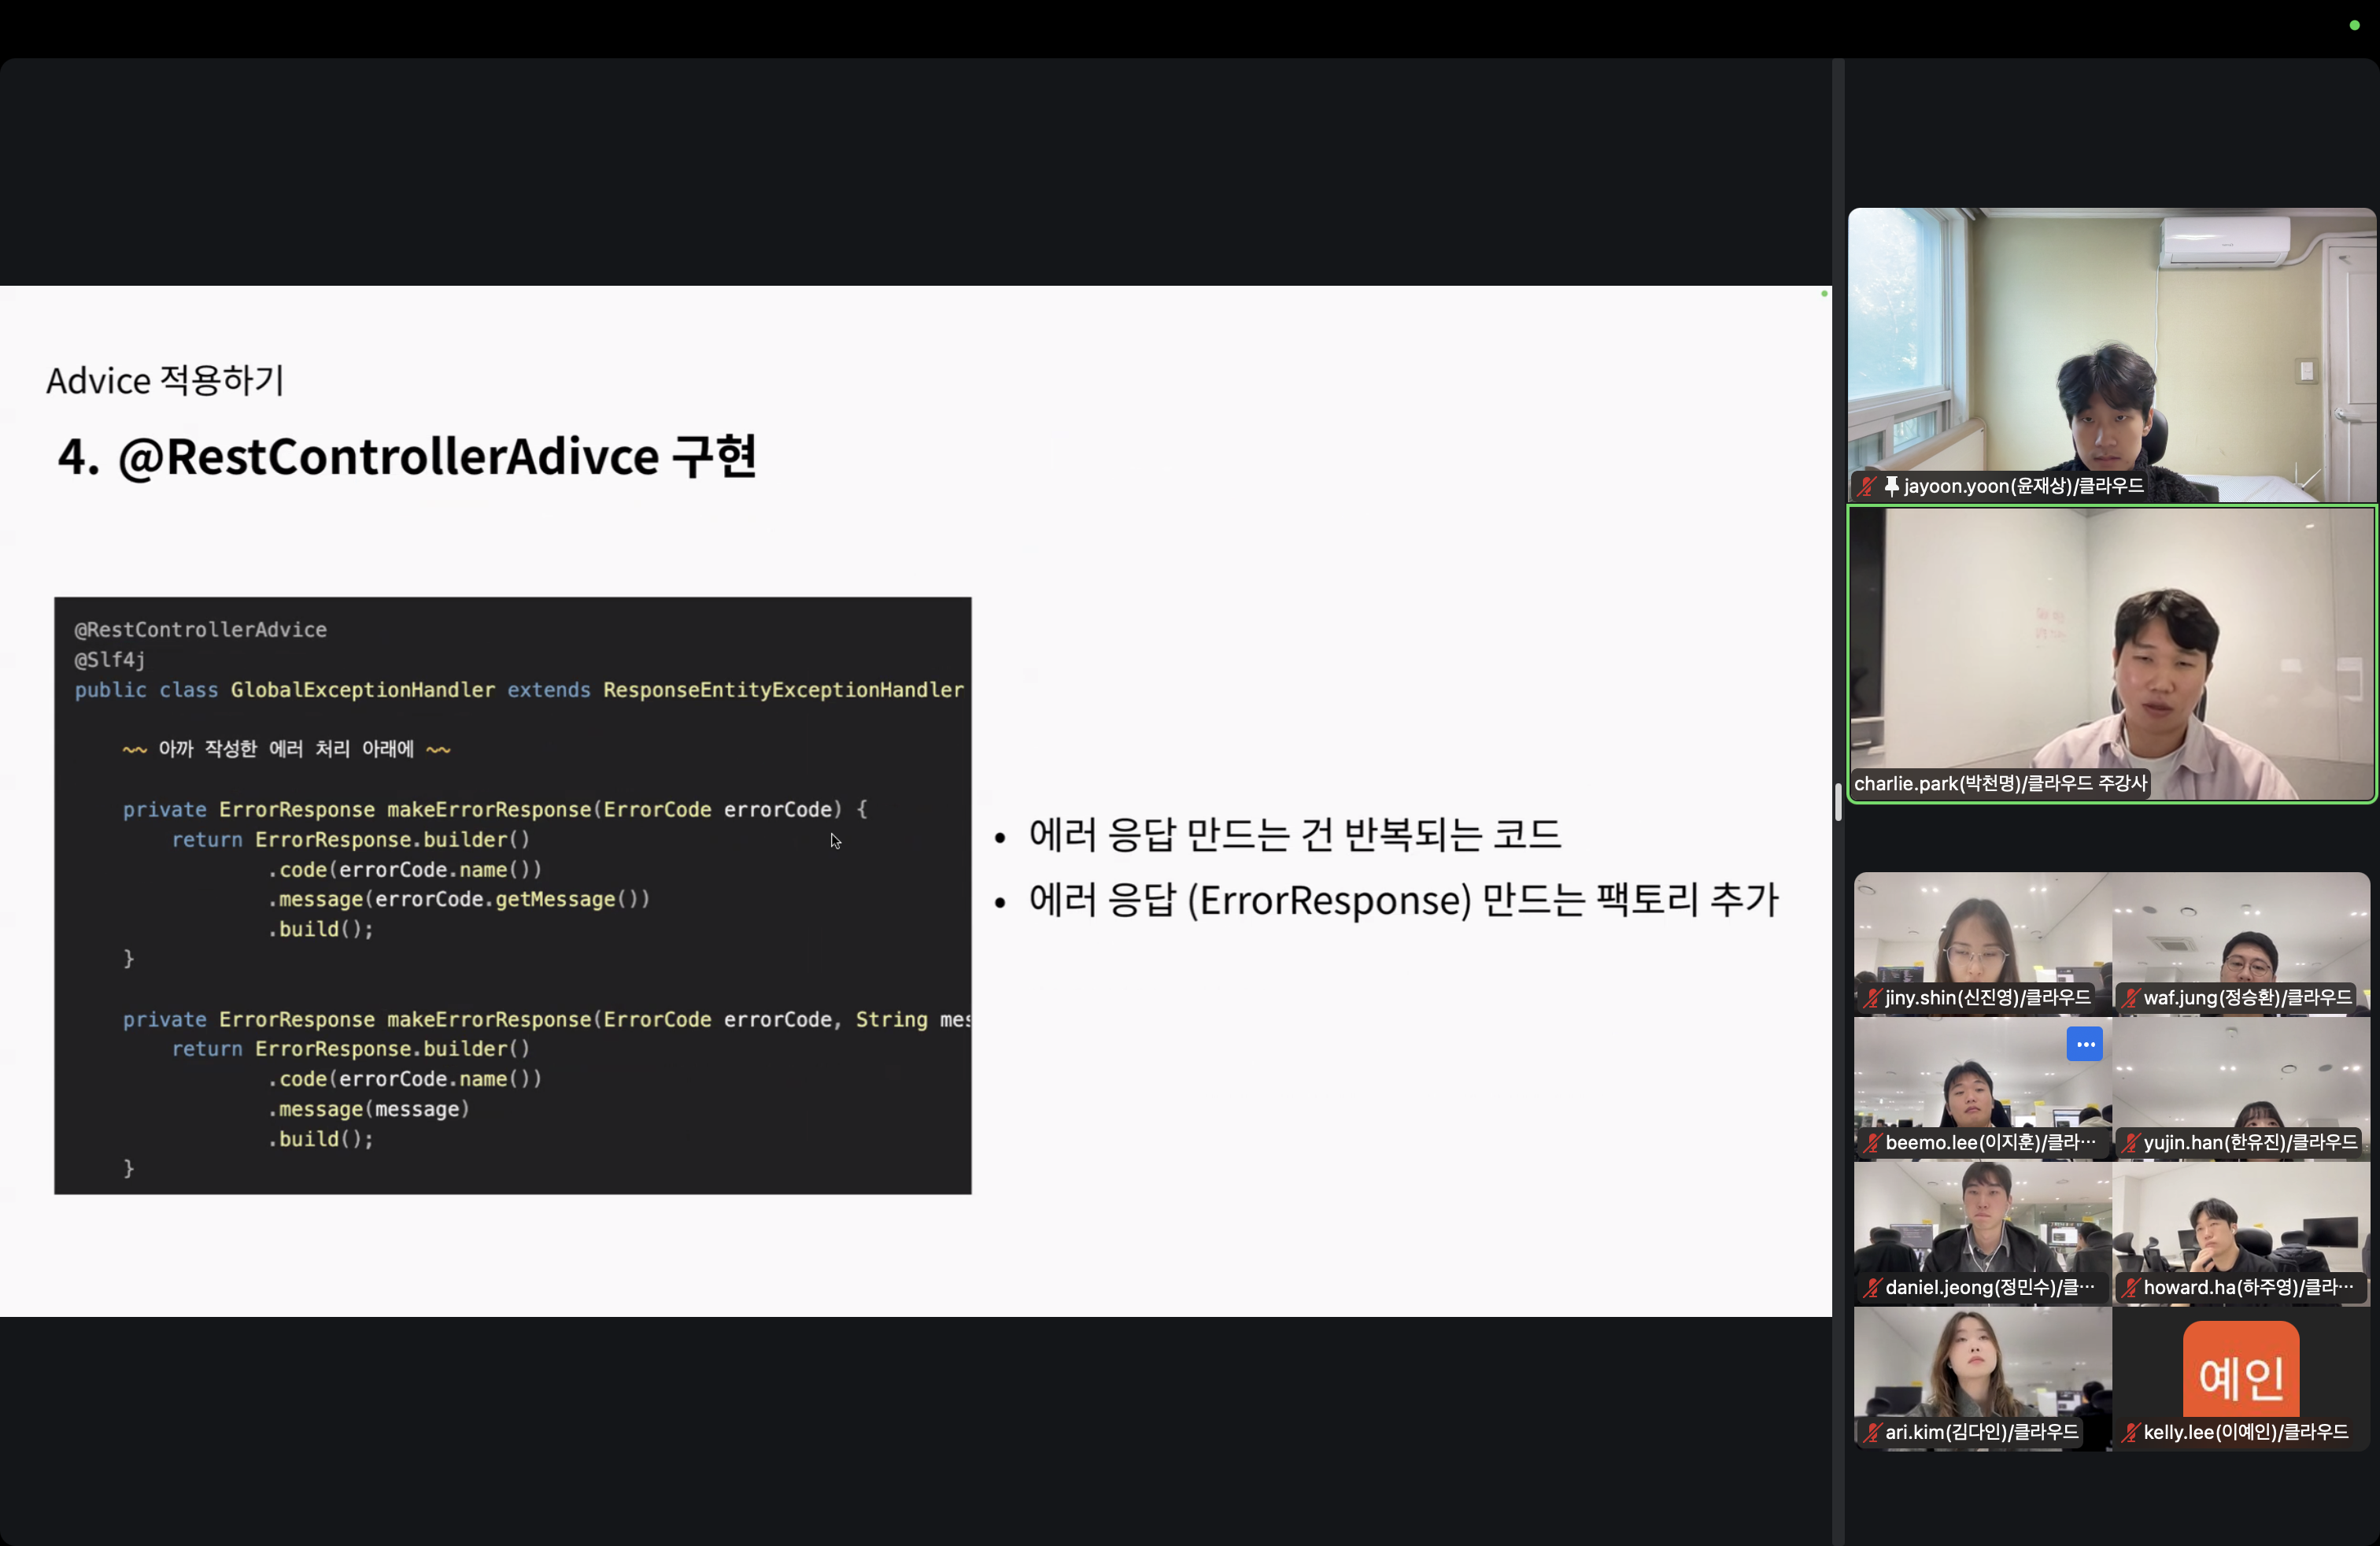 Advice 적용하기
4. @RestControllerAdivce 구현
@RestControllerAdvice
@Slf4j
public class GlobalExceptionHandler extends ResponseEntityExceptionHandler
~~ 아까 작성한 에러 처리 아래에 ~~
private ErrorResponse makeErrorResponse(ErrorCode errorCode) {
return ErrorResponse.builder()
.code(errorCode.name())
.message(errorCode.getMessage())
.build();
}
private ErrorResponse makeErrorResponse(ErrorCode errorCode, String mes
return ErrorResponse.builder()
.code(errorCode.name())
.message(message)
.build();
}
• 에러 응답 만드는 건 반복되는 코드
• 에러 응답 (ErrorResponse) 만드는 팩토리 추가
jayoon.yoon(윤재상)/클라우드
charlie.park(박천명)/클라우드 주강사
jiny.shin(신진영)/클라우드
waf.jung(정승환)/클라우드
beemo.lee(이지훈)/클라…
yujin.han(한유진)/클라우드
daniel.jeong(정민수)/클…
howard.ha(하주영)/클라…
예인
ari.kim(김다인)/클라우드
kelly.lee(이예인)/클라우드